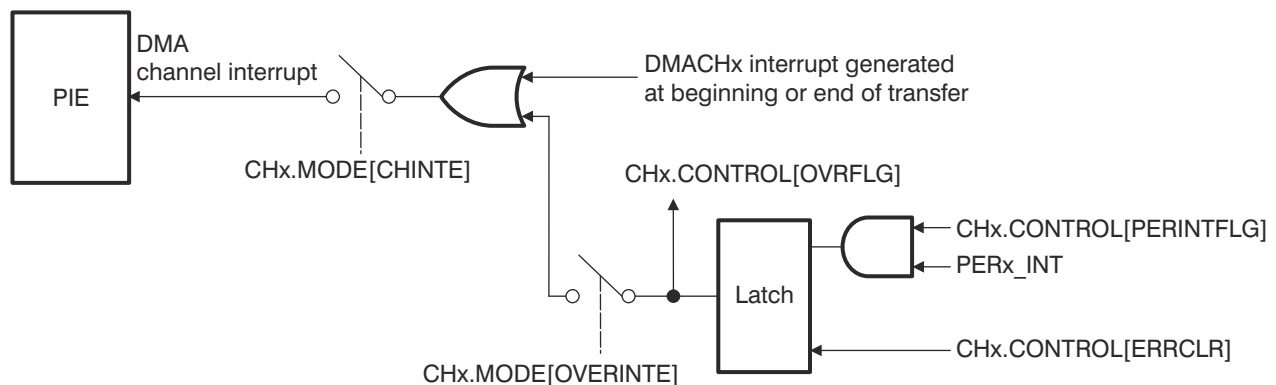 DMA
channel interrupt
PIE
DMACHx interrupt generated
at beginning or end of transfer
CHx.MODE[CHINTE]
CHx.CONTROL[OVRFLG]
CHx.CONTROL[PERINTFLG]
PERx_INT
Latch
CHx.CONTROL[ERRCLR]
CHx.MODE[OVERINTE]